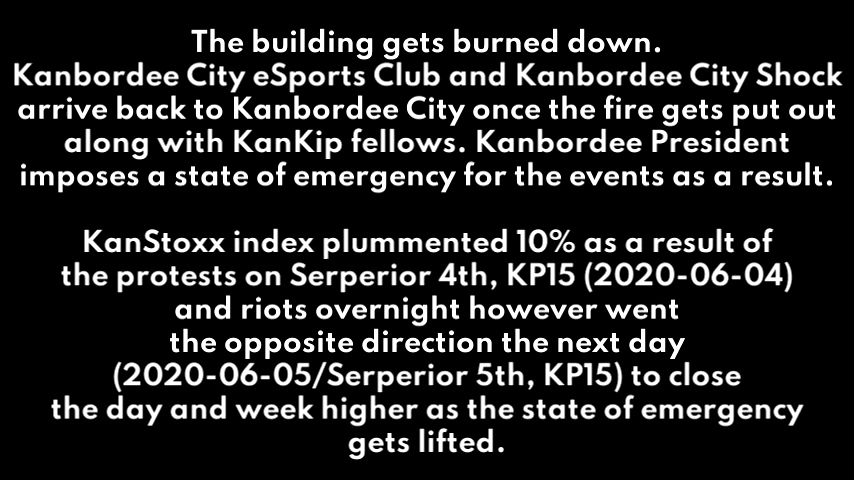 The building gets burned down.
Kanbordee City eSports Club and Kanbordee City Shock
arrive back to Kanbordee City once the fire gets put out
along with KanKip fellows. Kanbordee President
imposes a state of emergency for the events as a result.
KanStoxx index plummented 10% as a result of
the protests on Serperior 4th, KP15 (2020-06-04)
and riots overnight however went
the opposite direction the next day
(2020-06-05/Serperior 5th, KP15) to close
the day and week higher as the state of emergency
gets lifted.